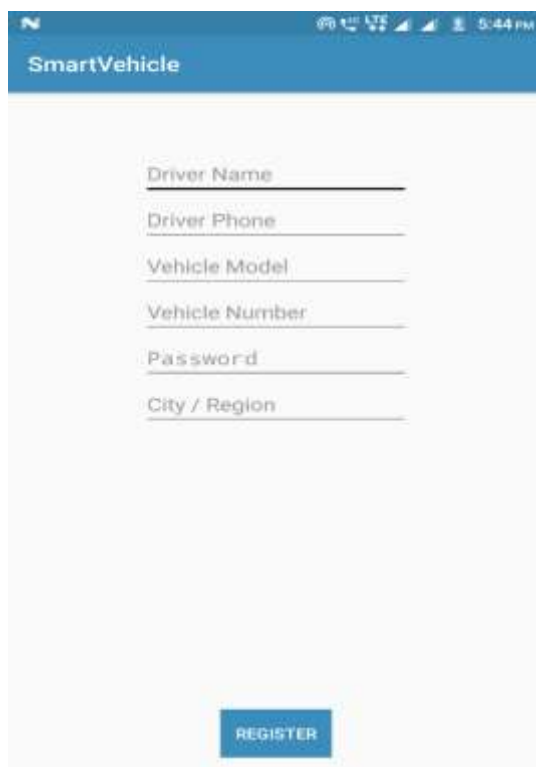 5:44 PM
SmartVehicle
Driver Name
Driver Phone
Vehicle Model
Vehicle Number
Password
City / Region
REGISTER